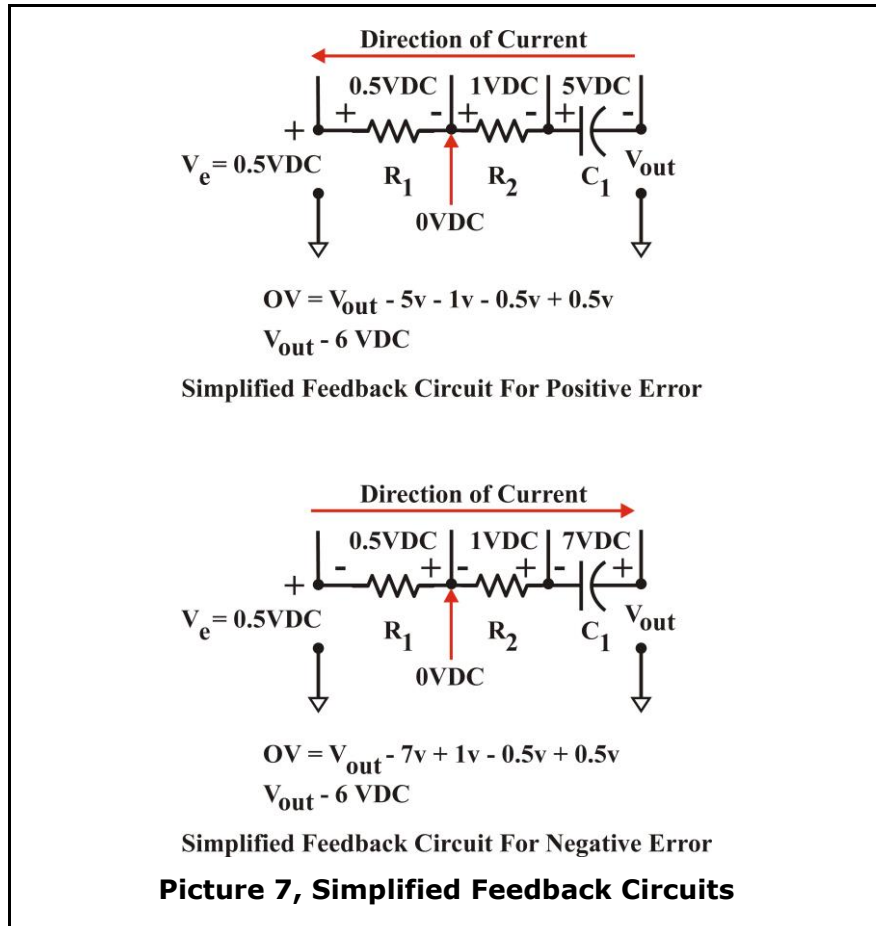 Direction of Current
0.5VDC 1VDC 5VDC
+ - + - + -
+
Ve = 0.5VDC
R1 R2 C1 Vout
0VDC
OV = Vout - 5v - 1v - 0.5v + 0.5v
Vout - 6 VDC
Simplified Feedback Circuit For Positive Error
Direction of Current
0.5VDC 1VDC 7VDC
- + - + - +
+
Ve = 0.5VDC
R1 R2 C1 Vout
0VDC
OV = Vout - 7v + 1v - 0.5v + 0.5v
Vout - 6 VDC
Simplified Feedback Circuit For Negative Error
Picture 7, Simplified Feedback Circuits